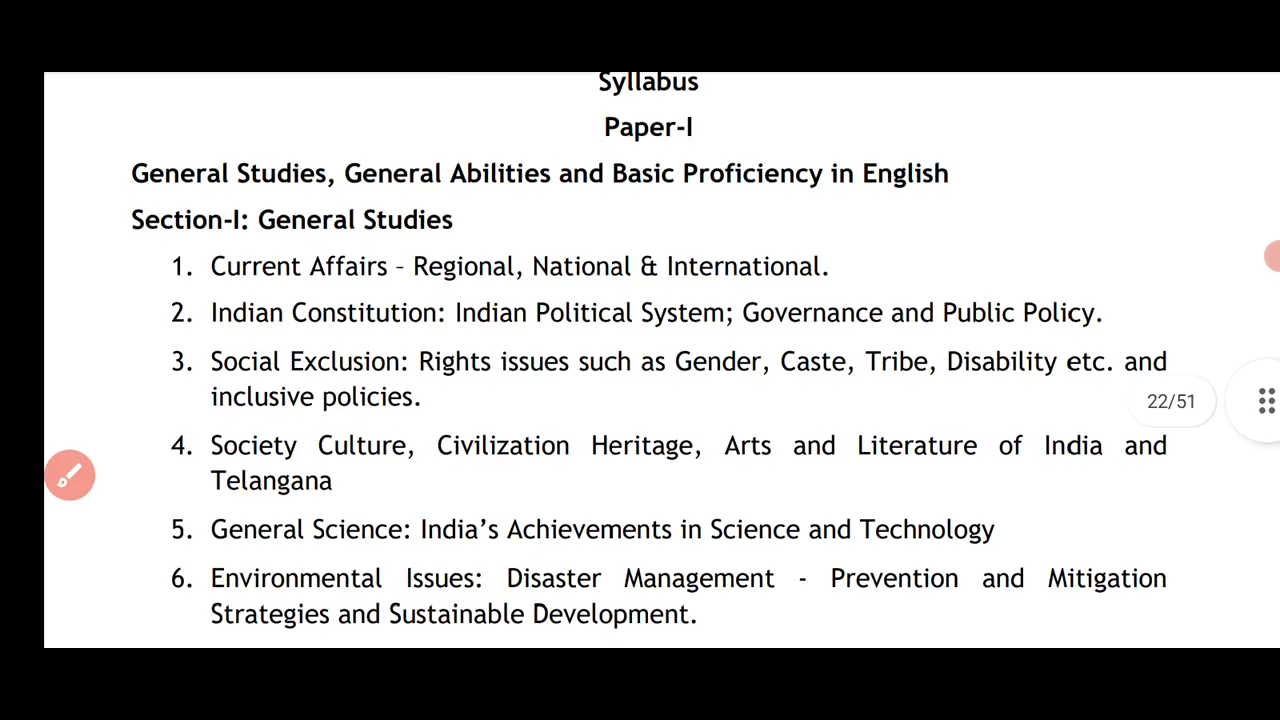 Syllabus
Paper-I
General Studies, General Abilities and Basic Proficiency in English
Section-I: General Studies
1. Current Affairs – Regional, National & International.
2. Indian Constitution: Indian Political System; Governance and Public Policy.
3. Social Exclusion: Rights issues such as Gender, Caste, Tribe, Disability etc. and
inclusive policies.
22/51
4. Society Culture, Civilization Heritage, Arts and Literature of India and
Telangana
5. General Science: India’s Achievements in Science and Technology
6. Environmental Issues: Disaster Management - Prevention and Mitigation
Strategies and Sustainable Development.